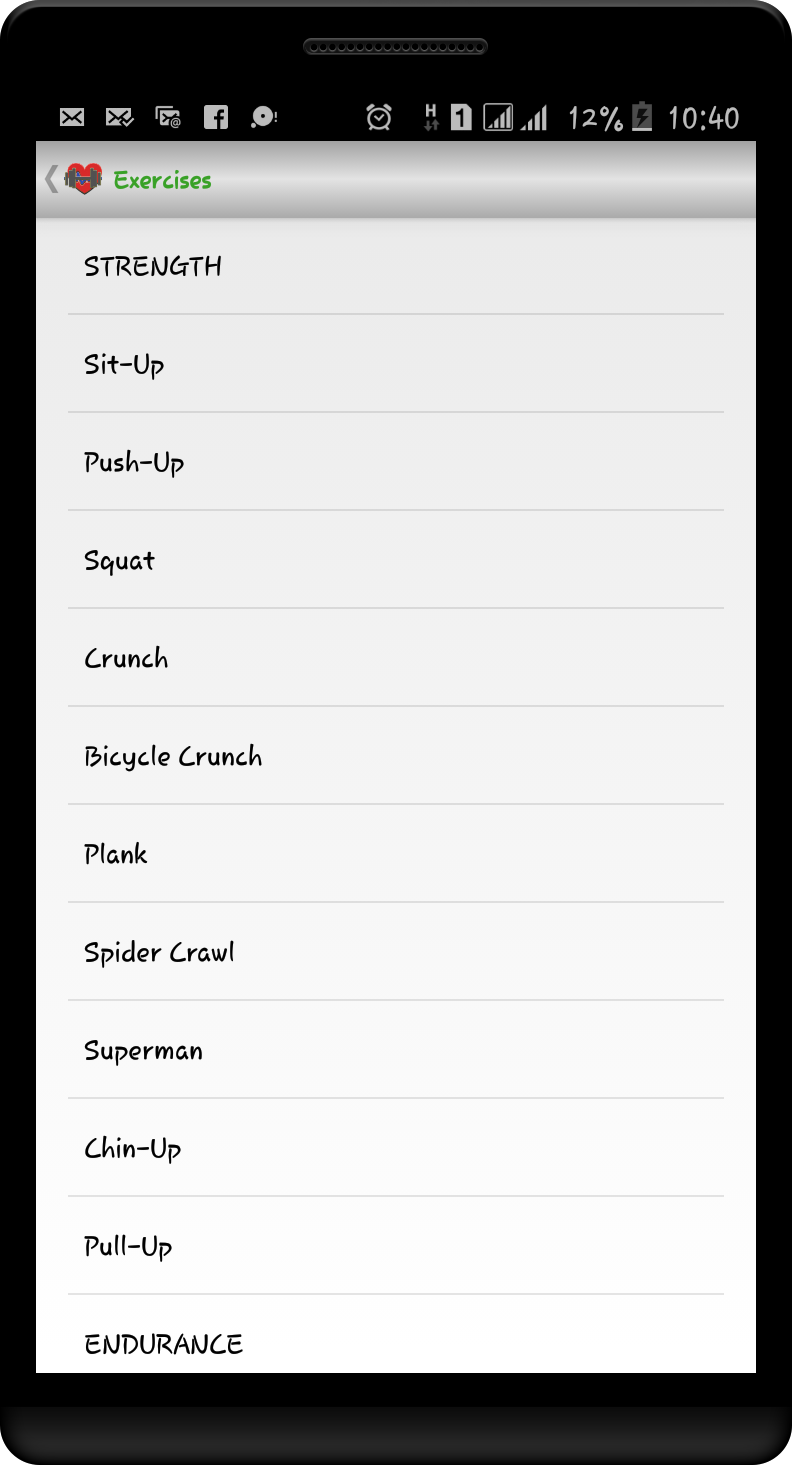 H 1 12% 10:40
Exercises
STRENGTH
Sit-Up
Push-Up
Squat
Crunch
Bicycle Crunch
Plank
Spider Crawl
Superman
Chin-Up
Pull-Up
ENDURANCE